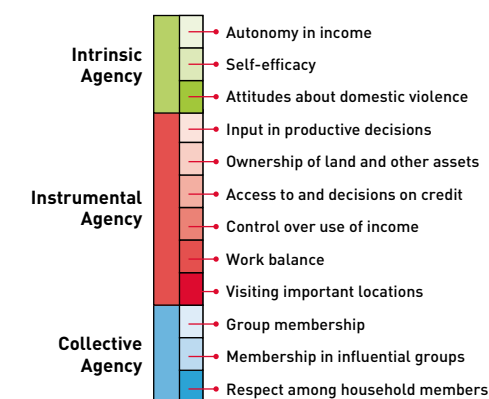 Intrinsic
Agency
Autonomy in income
Self-efficacy
Attitudes about domestic violence
Instrumental
Agency
Input in productive decisions
Ownership of land and other assets
Access to and decisions on credit
Control over use of income
Work balance
Visiting important locations
Collective
Agency
Group membership
Membership in influential groups
Respect among household members